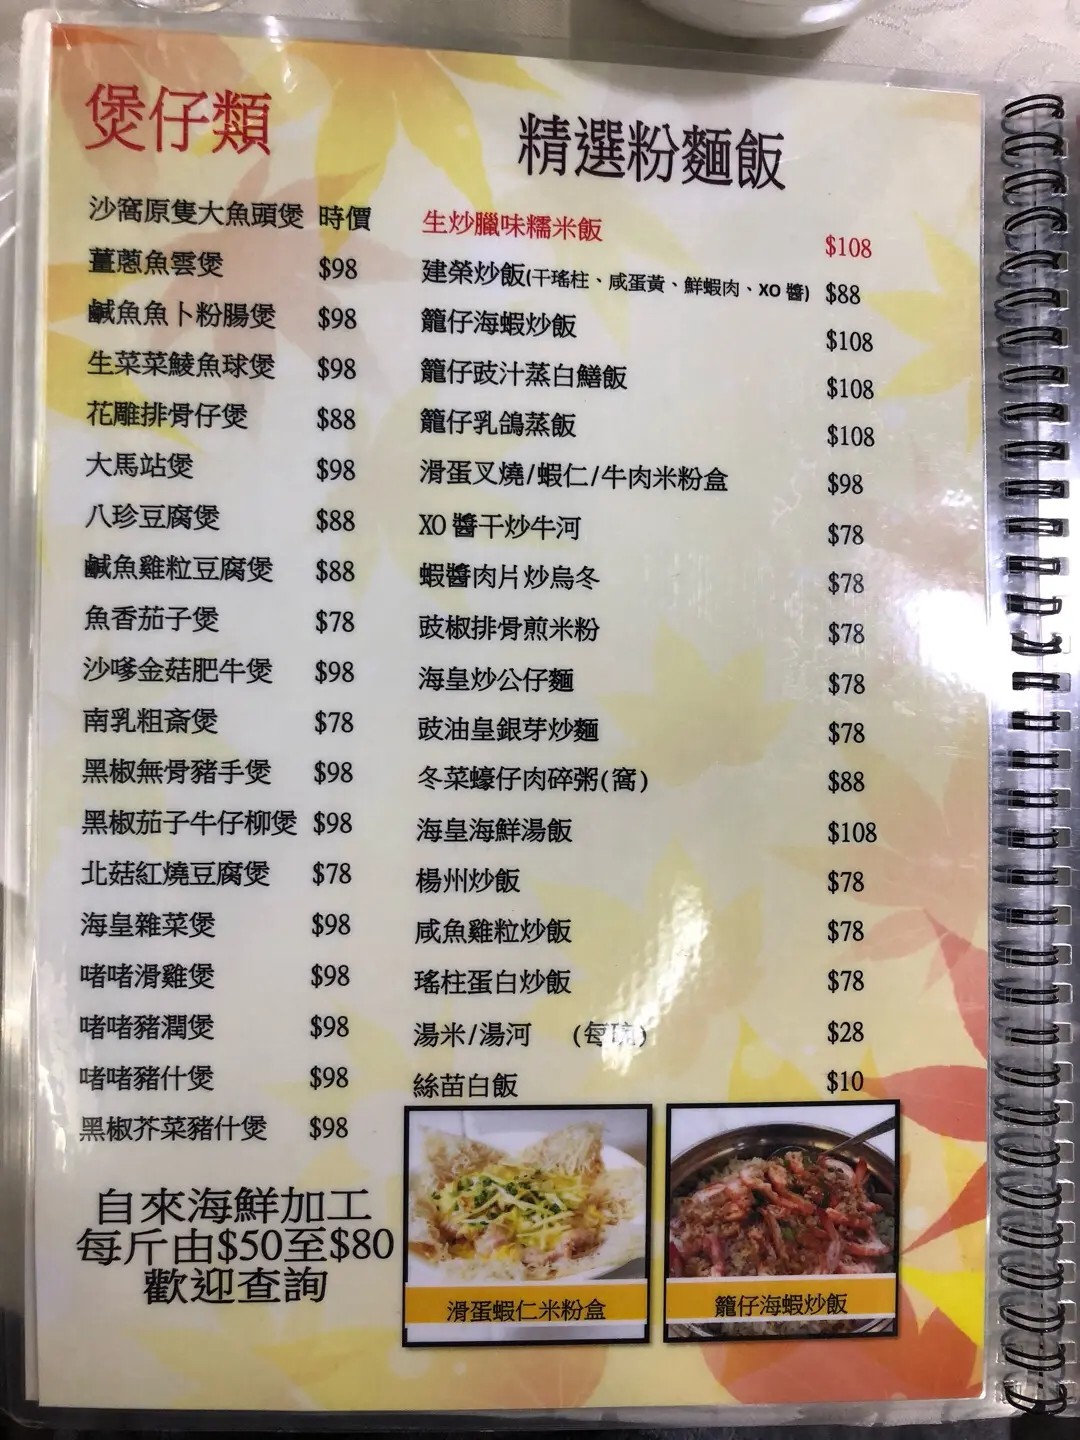 煲仔類
沙窩原隻大魚頭煲 時價
薑蔥魚雲煲 $98
鹹魚魚卜粉腸煲 $98
生菜菜鯪魚球煲 $98
花雕排骨仔煲 $88
大馬站煲 $98
八珍豆腐煲 $88
鹹魚雞粒豆腐煲 $88
魚香茄子煲 $78
沙嗲金菇肥牛煲 $98
南乳粗斎煲 $78
黑椒無骨豬手煲 $98
黑椒茄子牛仔柳煲 $98
北菇紅燒豆腐煲 $78
海皇雜菜煲 $98
啫啫滑雞煲 $98
啫啫豬潤煲 $98
啫啫豬什煲 $98
黑椒芥菜豬什煲 $98
自來海鮮加工
每斤由$50至$80
歡迎查詢
精選粉麵飯
生炒臘味糯米飯 $108
建榮炒飯(干瑤柱、咸蛋黃、鮮蝦肉、XO 醬) $88
籠仔海蝦炒飯 $108
籠仔豉汁蒸白鱔飯 $108
籠仔乳鴿蒸飯 $108
滑蛋叉燒/蝦仁/牛肉米粉盒 $98
XO 醬干炒牛河 $78
蝦醬肉片炒烏冬 $78
豉椒排骨煎米粉 $78
海皇炒公仔麵 $78
豉油皇銀芽炒麵 $78
冬菜蠔仔肉碎粥(窩) $88
海皇海鮮湯飯 $108
楊州炒飯 $78
咸魚雞粒炒飯 $78
瑤柱蛋白炒飯 $78
湯米/湯河 (每碗) $28
絲苗白飯 $10
滑蛋蝦仁米粉盒
籠仔海蝦炒飯